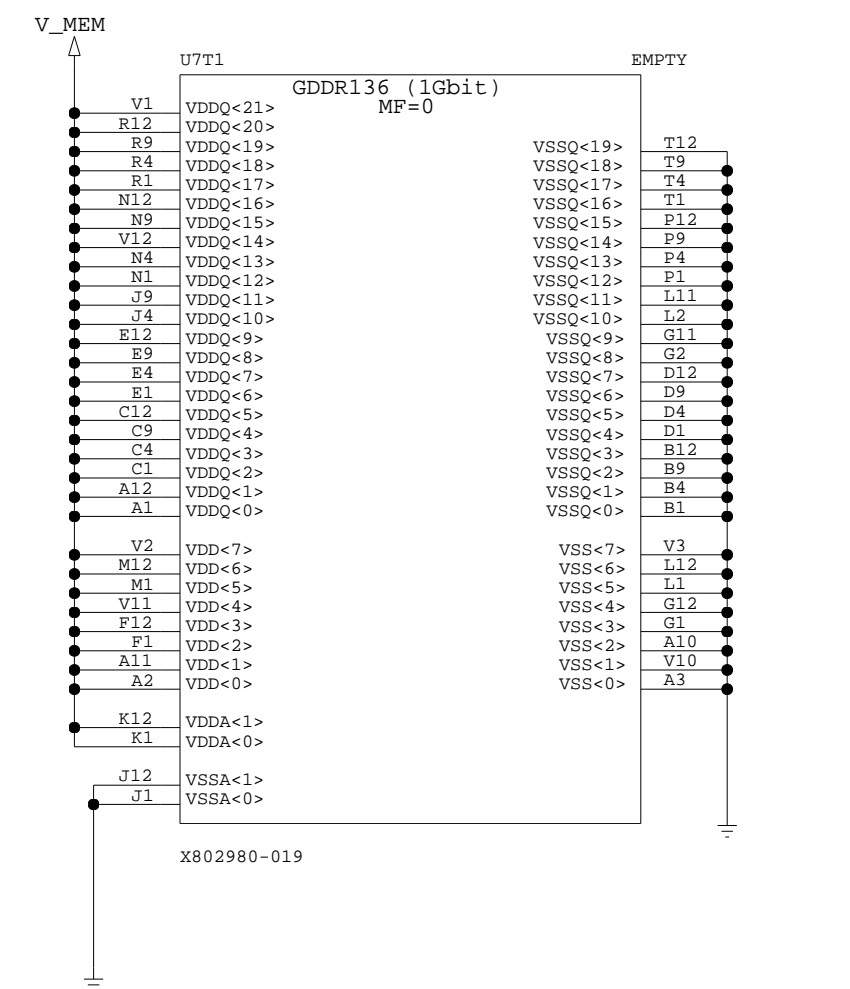 V_MEM
U7T1 EMPTY
GDDR136 (1Gbit)
MF=0
V1 VDDQ<21>
R12 VDDQ<20>
R9 VDDQ<19> VSSQ<19> T12
R4 VDDQ<18> VSSQ<18> T9
R1 VDDQ<17> VSSQ<17> T4
N12 VDDQ<16> VSSQ<16> T1
N9 VDDQ<15> VSSQ<15> P12
V12 VDDQ<14> VSSQ<14> P9
N4 VDDQ<13> VSSQ<13> P4
N1 VDDQ<12> VSSQ<12> P1
J9 VDDQ<11> VSSQ<11> L11
J4 VDDQ<10> VSSQ<10> L2
E12 VDDQ<9> VSSQ<9> G11
E9 VDDQ<8> VSSQ<8> G2
E4 VDDQ<7> VSSQ<7> D12
E1 VDDQ<6> VSSQ<6> D9
C12 VDDQ<5> VSSQ<5> D4
C9 VDDQ<4> VSSQ<4> D1
C4 VDDQ<3> VSSQ<3> B12
C1 VDDQ<2> VSSQ<2> B9
A12 VDDQ<1> VSSQ<1> B4
A1 VDDQ<0> VSSQ<0> B1
V2 VDD<7> VSS<7> V3
M12 VDD<6> VSS<6> L12
M1 VDD<5> VSS<5> L1
V11 VDD<4> VSS<4> G12
F12 VDD<3> VSS<3> G1
F1 VDD<2> VSS<2> A10
A11 VDD<1> VSS<1> V10
A2 VDD<0> VSS<0> A3
K12 VDDA<1>
K1 VDDA<0>
J12 VSSA<1>
J1 VSSA<0>
X802980-019